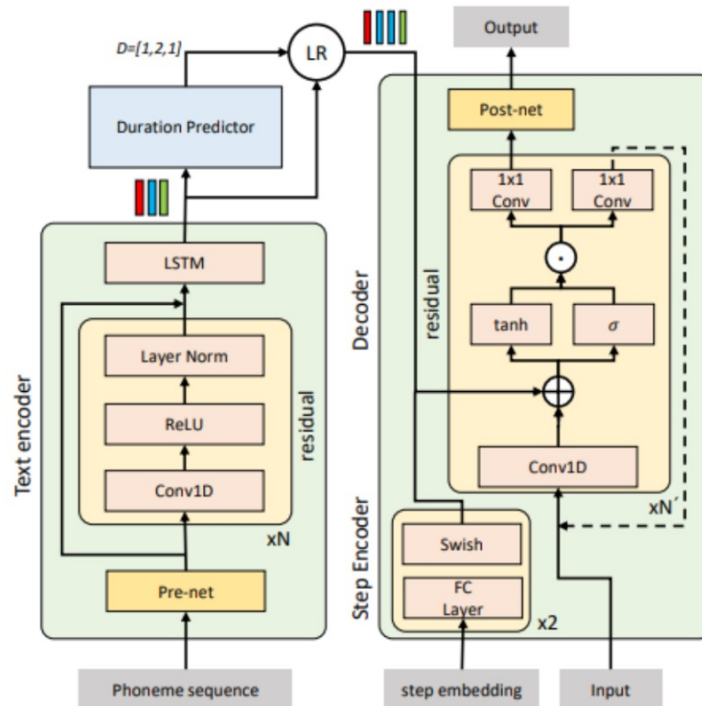 D=[1,2,1]
LR
Duration Predictor
Text encoder
LSTM
Layer Norm
ReLU
Conv1D
residual
xN
Pre-net
Phoneme sequence
Output
Decoder
Post-net
residual
1x1
Conv
1x1
Conv
tanh
σ
Conv1D
xN´
Step Encoder
Swish
FC
Layer
x2
step embedding
Input